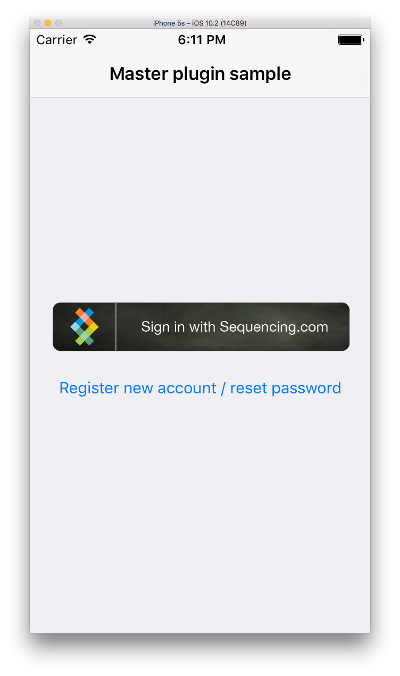 iPhone 5s – iOS 10.2 (14C89)
Carrier 6:11 PM
Master plugin sample
Sign in with Sequencing.com
Register new account / reset password